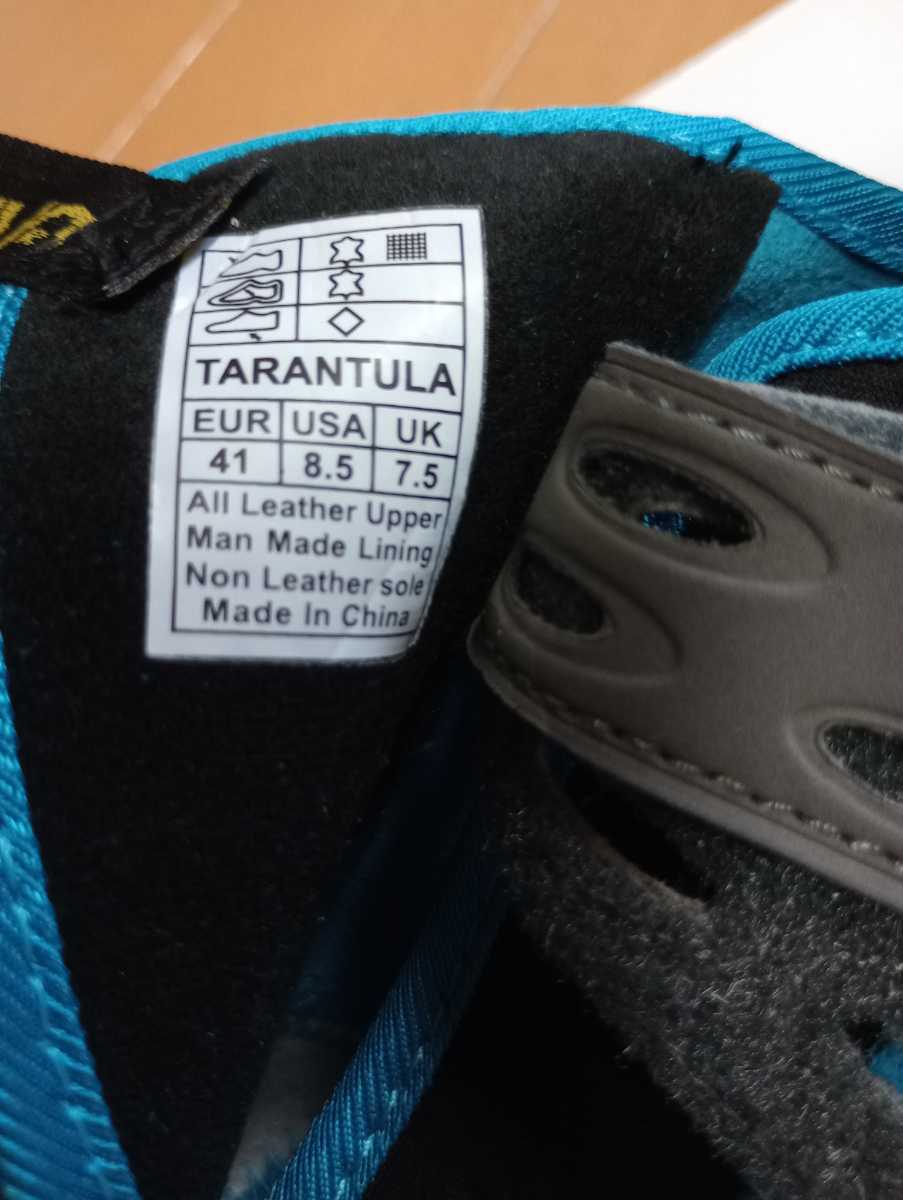 TARANTULA
EUR USA UK
41 8.5 7.5
All Leather Upper
Man Made Lining
Non Leather sole
Made In China